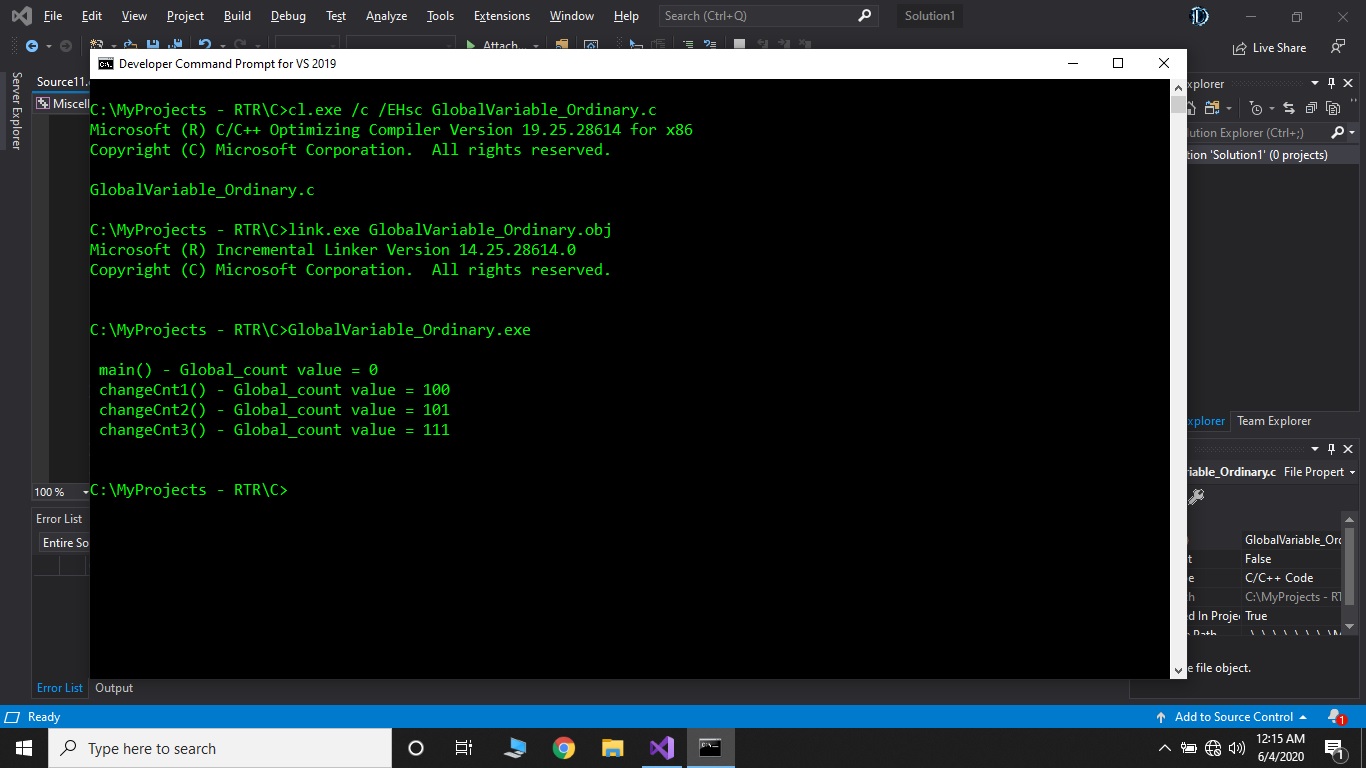 File Edit View Project Build Debug Test Analyze Tools Extensions Window Help Search (Ctrl+Q) Solution1
Attach...
Live Share
Developer Command Prompt for VS 2019
Server Explorer
Source11.
Miscell
C:\MyProjects - RTR\C>cl.exe /c /EHsc GlobalVariable_Ordinary.c
Microsoft (R) C/C++ Optimizing Compiler Version 19.25.28614 for x86
Copyright (C) Microsoft Corporation.  All rights reserved.
GlobalVariable_Ordinary.c
C:\MyProjects - RTR\C>link.exe GlobalVariable_Ordinary.obj
Microsoft (R) Incremental Linker Version 14.25.28614.0
Copyright (C) Microsoft Corporation.  All rights reserved.
C:\MyProjects - RTR\C>GlobalVariable_Ordinary.exe
main() - Global_count value = 0
changeCnt1() - Global_count value = 100
changeCnt2() - Global_count value = 101
changeCnt3() - Global_count value = 111
C:\MyProjects - RTR\C>
xplorer
lution Explorer (Ctrl+;)
tion 'Solution1' (0 projects)
xplorer Team Explorer
iable_Ordinary.c File Propert
GlobalVariable_Ord
t False
e C/C++ Code
h C:\MyProjects - RT
d In Proje True
e file object.
100 %
Error List
Entire So
Error List Output
Ready
Add to Source Control
1
Type here to search
12:15 AM
6/4/2020
1